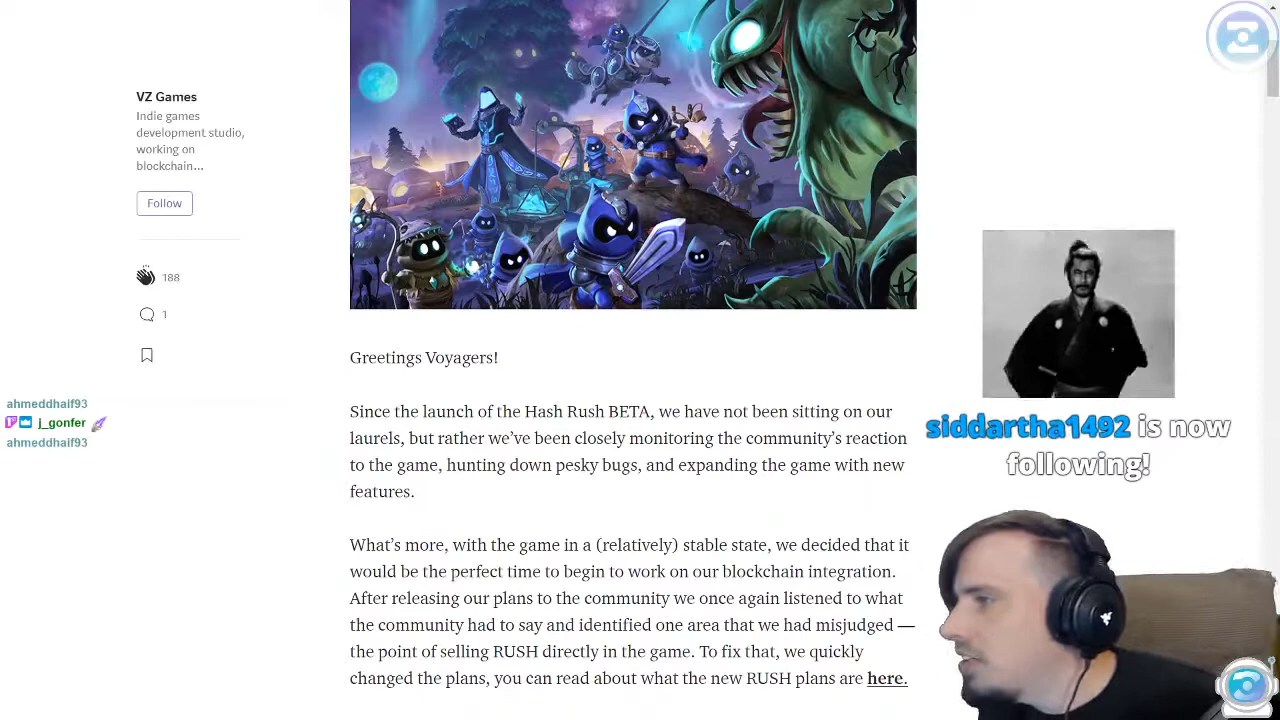 VZ Games
Indie games
development studio,
working on
blockchain...
Follow
188
1
ahmeddhaif93
j_gonfer
ahmeddhaif93
Greetings Voyagers!
Since the launch of the Hash Rush BETA, we have not been sitting on our
laurels, but rather we’ve been closely monitoring the community’s reaction
to the game, hunting down pesky bugs, and expanding the game with new
features.
What’s more, with the game in a (relatively) stable state, we decided that it
would be the perfect time to begin to work on our blockchain integration.
After releasing our plans to the community we once again listened to what
the community had to say and identified one area that we had misjudged —
the point of selling RUSH directly in the game. To fix that, we quickly
changed the plans, you can read about what the new RUSH plans are here.
siddartha1492 is now
following!